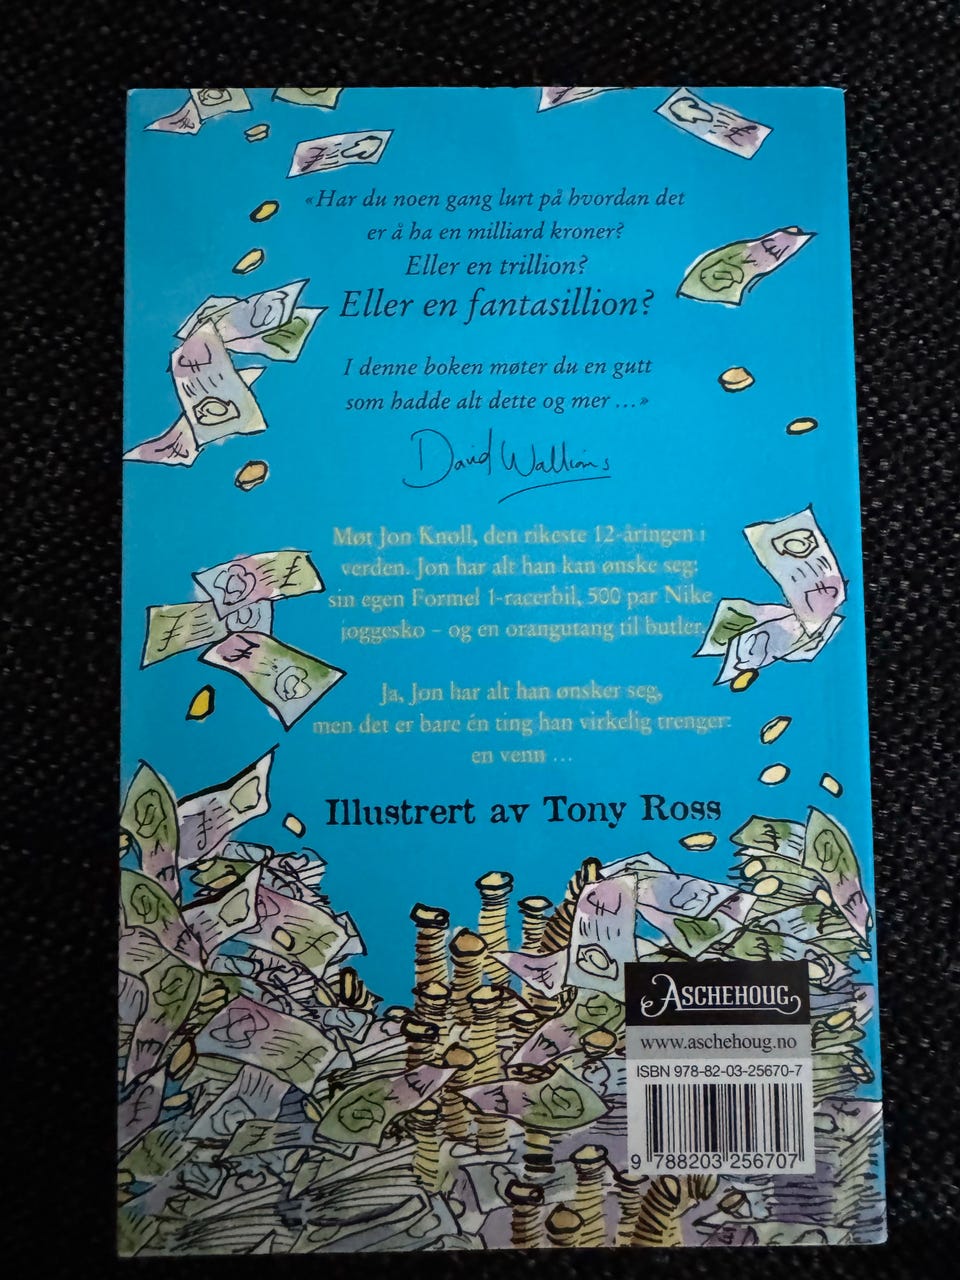 «Har du noen gang lurt på hvordan det
er å ha en milliard kroner?
Eller en trillion?
Eller en fantasillion?
I denne boken møter du en gutt
som hadde alt dette og mer ...»
David Walliams
Møt Jon Knoll, den rikeste 12-åringen i
verden. Jon har alt han kan ønske seg:
sin egen Formel 1-racerbil, 500 par Nike
joggesko – og en orangutang til butler.
Ja, Jon har alt han ønsker seg,
men det er bare én ting han virkelig trenger:
en venn ...
Illustrert av Tony Ross
ASCHEHOUG
www.aschehoug.no
ISBN 978-82-03-25670-7
9 788203 256707